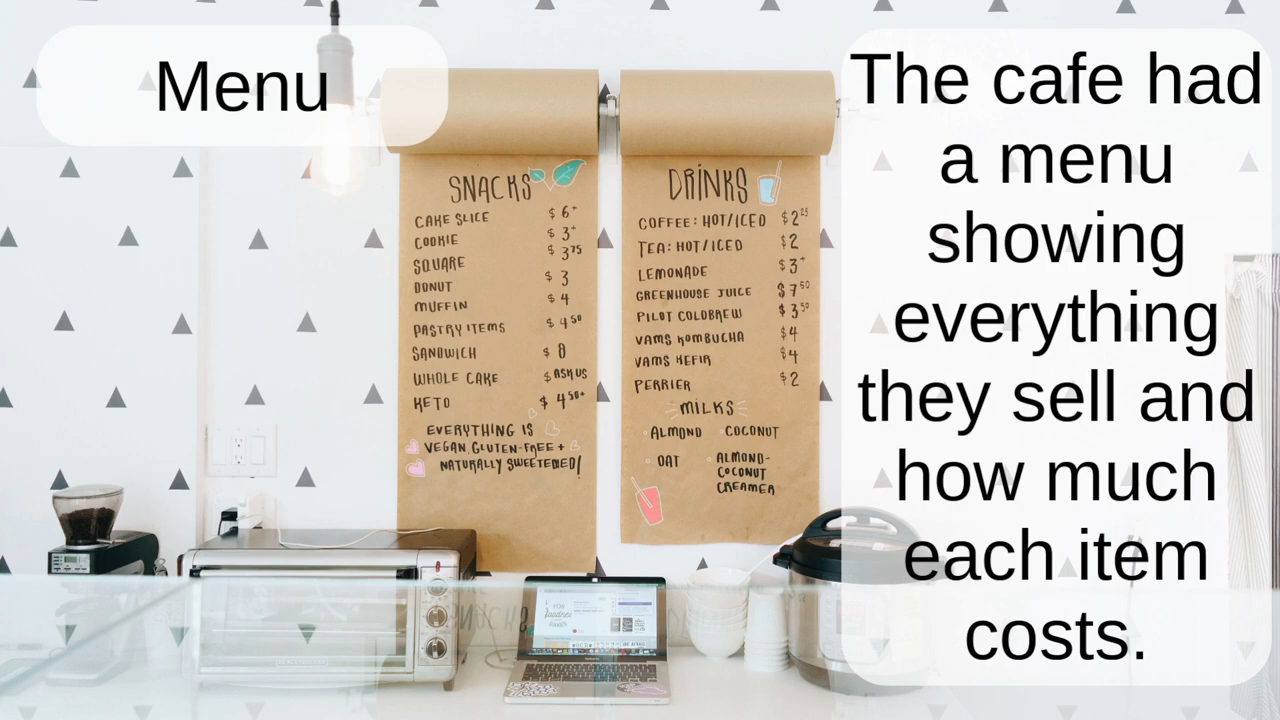 Menu
The cafe had
a menu
showing
everything
they sell and
how much
each item
costs.
SNACKS
CAKE SLICE $6+
COOKIE $3+
SQUARE $3.75
DONUT $3
MUFFIN $4
PASTRY ITEMS $4.50
SANDWICH $8
WHOLE CAKE $ASK US
KETO $4.50+
EVERYTHING IS
VEGAN, GLUTEN-FREE +
NATURALLY SWEETENED!
DRINKS
COFFEE: HOT/ICED $2.25
TEA: HOT/ICED $2
LEMONADE $3+
GREENHOUSE JUICE $7.50
PILOT COLDBREW $3.50
VAMS KOMBUCHA $4
VAMS KEFIR $4
PERRIER $2
MILKS
ALMOND COCONUT
OAT ALMOND-
COCONUT
CREAMER